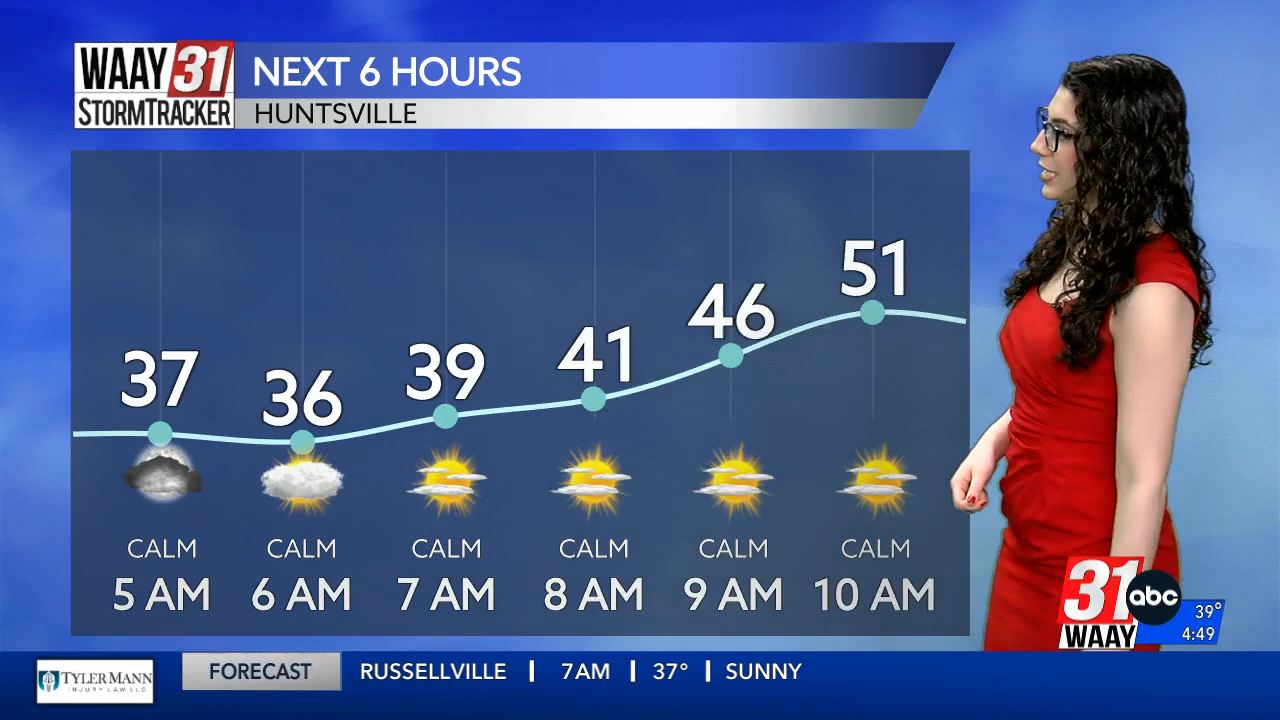 WAAY 31
STORMTRACKER
NEXT 6 HOURS
HUNTSVILLE
37 36 39 41 46 51
CALM CALM CALM CALM CALM CALM
5 AM 6 AM 7 AM 8 AM 9 AM 10 AM
31 abc
WAAY
39°
4:49
TYLER MANN
INJURY LAW LLC
FORECAST
RUSSELLVILLE | 7AM | 37° | SUNNY